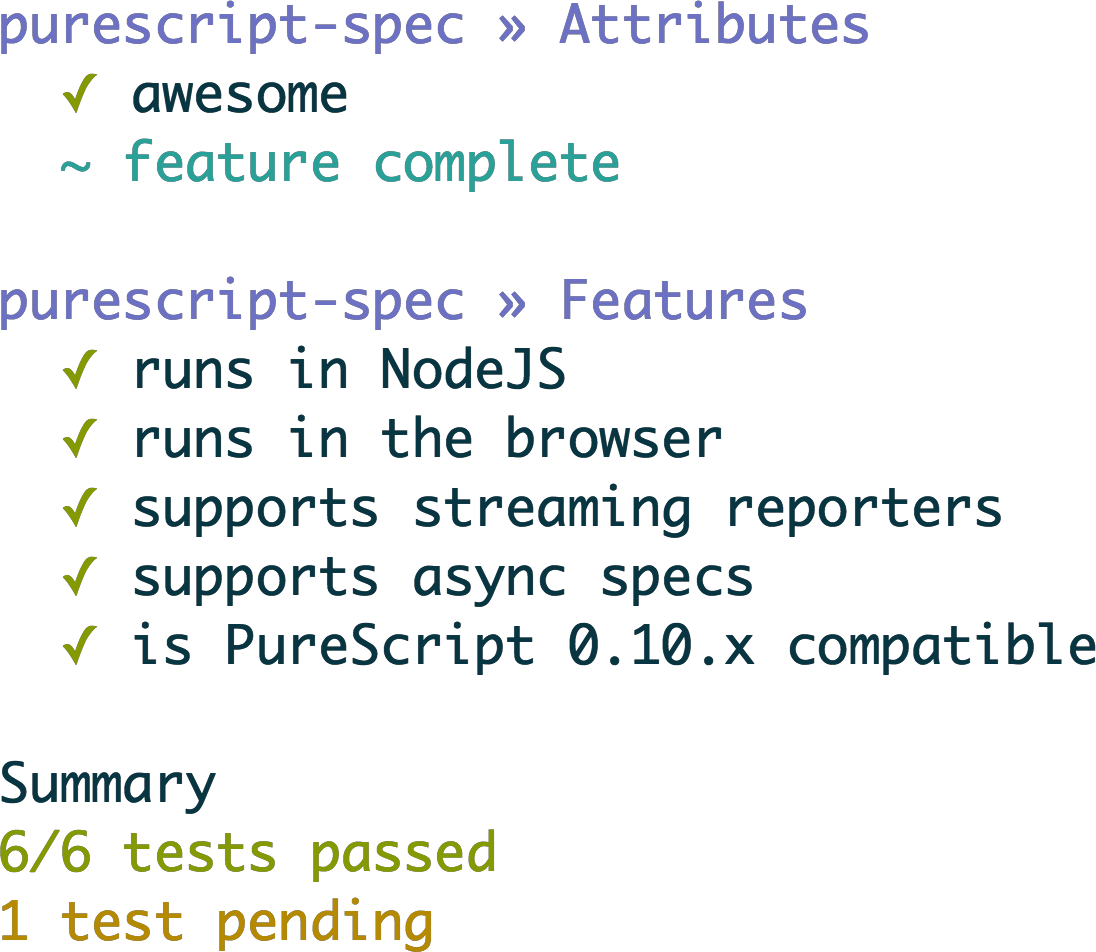 purescript-spec » Attributes
✓ awesome
~ feature complete
purescript-spec » Features
✓ runs in NodeJS
✓ runs in the browser
✓ supports streaming reporters
✓ supports async specs
✓ is PureScript 0.10.x compatible
Summary
6/6 tests passed
1 test pending